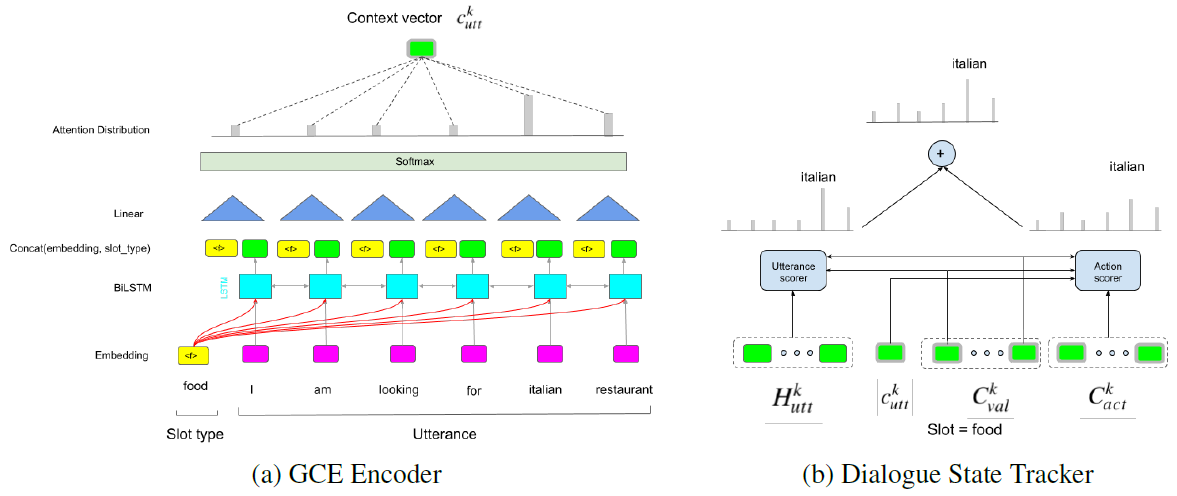 Context vector c^k_utt
Attention Distribution
Softmax
Linear
Concat(embedding, slot_type)
<f> <f> <f> <f> <f> <f>
BiLSTM
LSTM
Embedding
<f>
food I am looking for italian restaurant
Slot type Utterance
(a) GCE Encoder
italian
+
italian
italian
Utterance
scorer
Action
scorer
H^k_utt c^k_utt C^k_val C^k_act
Slot = food
(b) Dialogue State Tracker